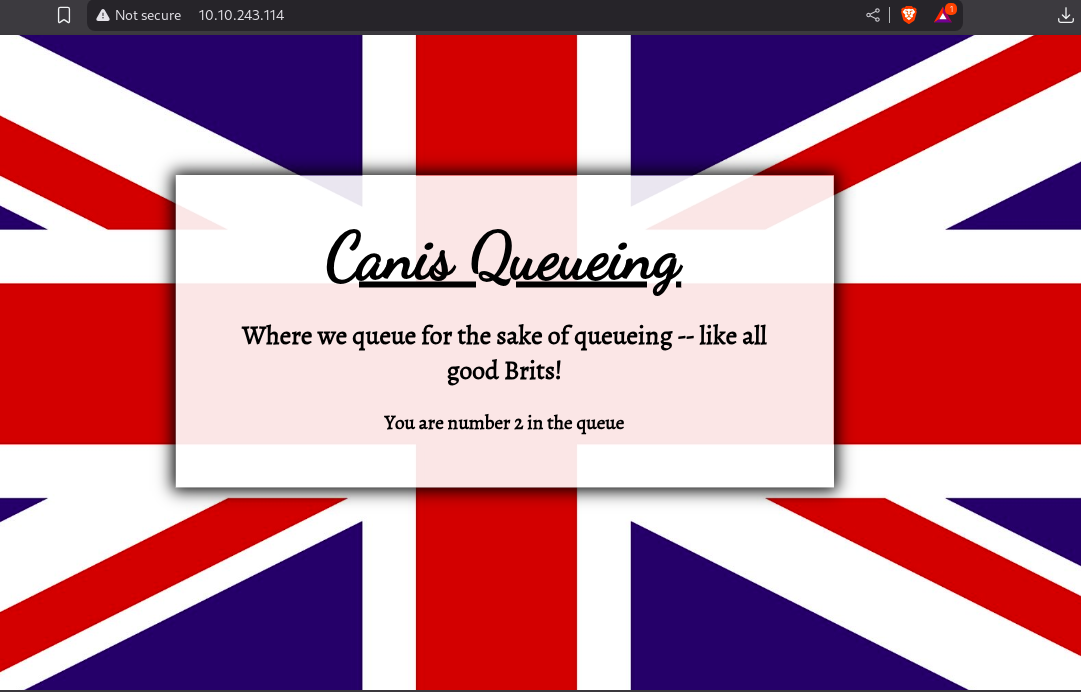 Not secure 10.10.243.114
1
Canis Queueing
Where we queue for the sake of queueing -- like all
good Brits!
You are number 2 in the queue